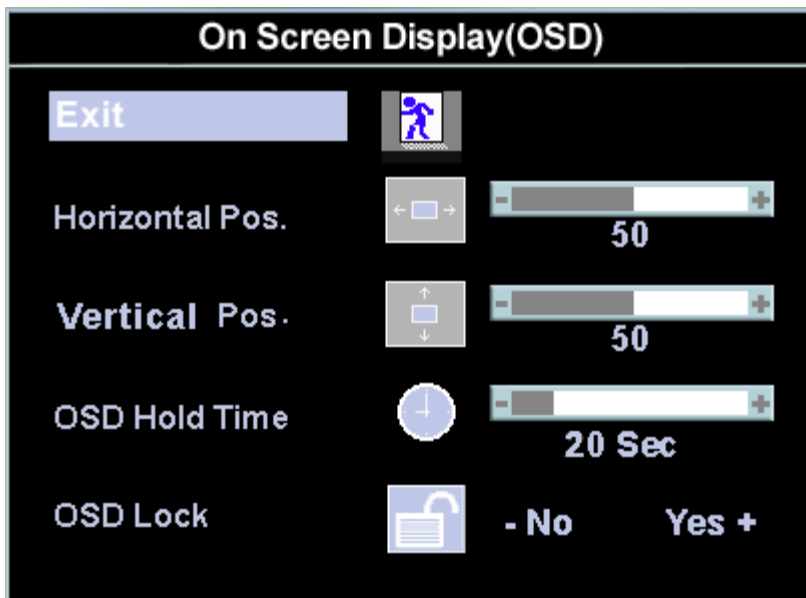 On Screen Display(OSD)
Exit
Horizontal Pos.
- +
50
Vertical Pos.
- +
50
OSD Hold Time
- +
20 Sec
OSD Lock
- No Yes +